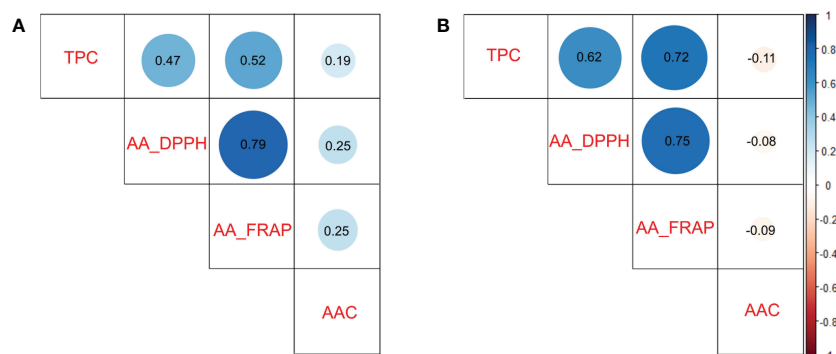 A
B
TPC 0.47 0.52 0.19
AA_DPPH 0.79 0.25
AA_FRAP 0.25
AAC
TPC 0.62 0.72 -0.11
AA_DPPH 0.75 -0.08
AA_FRAP -0.09
AAC
1
0.8
0.6
0.4
0.2
0
-0.2
-0.4
-0.6
-0.8
-1